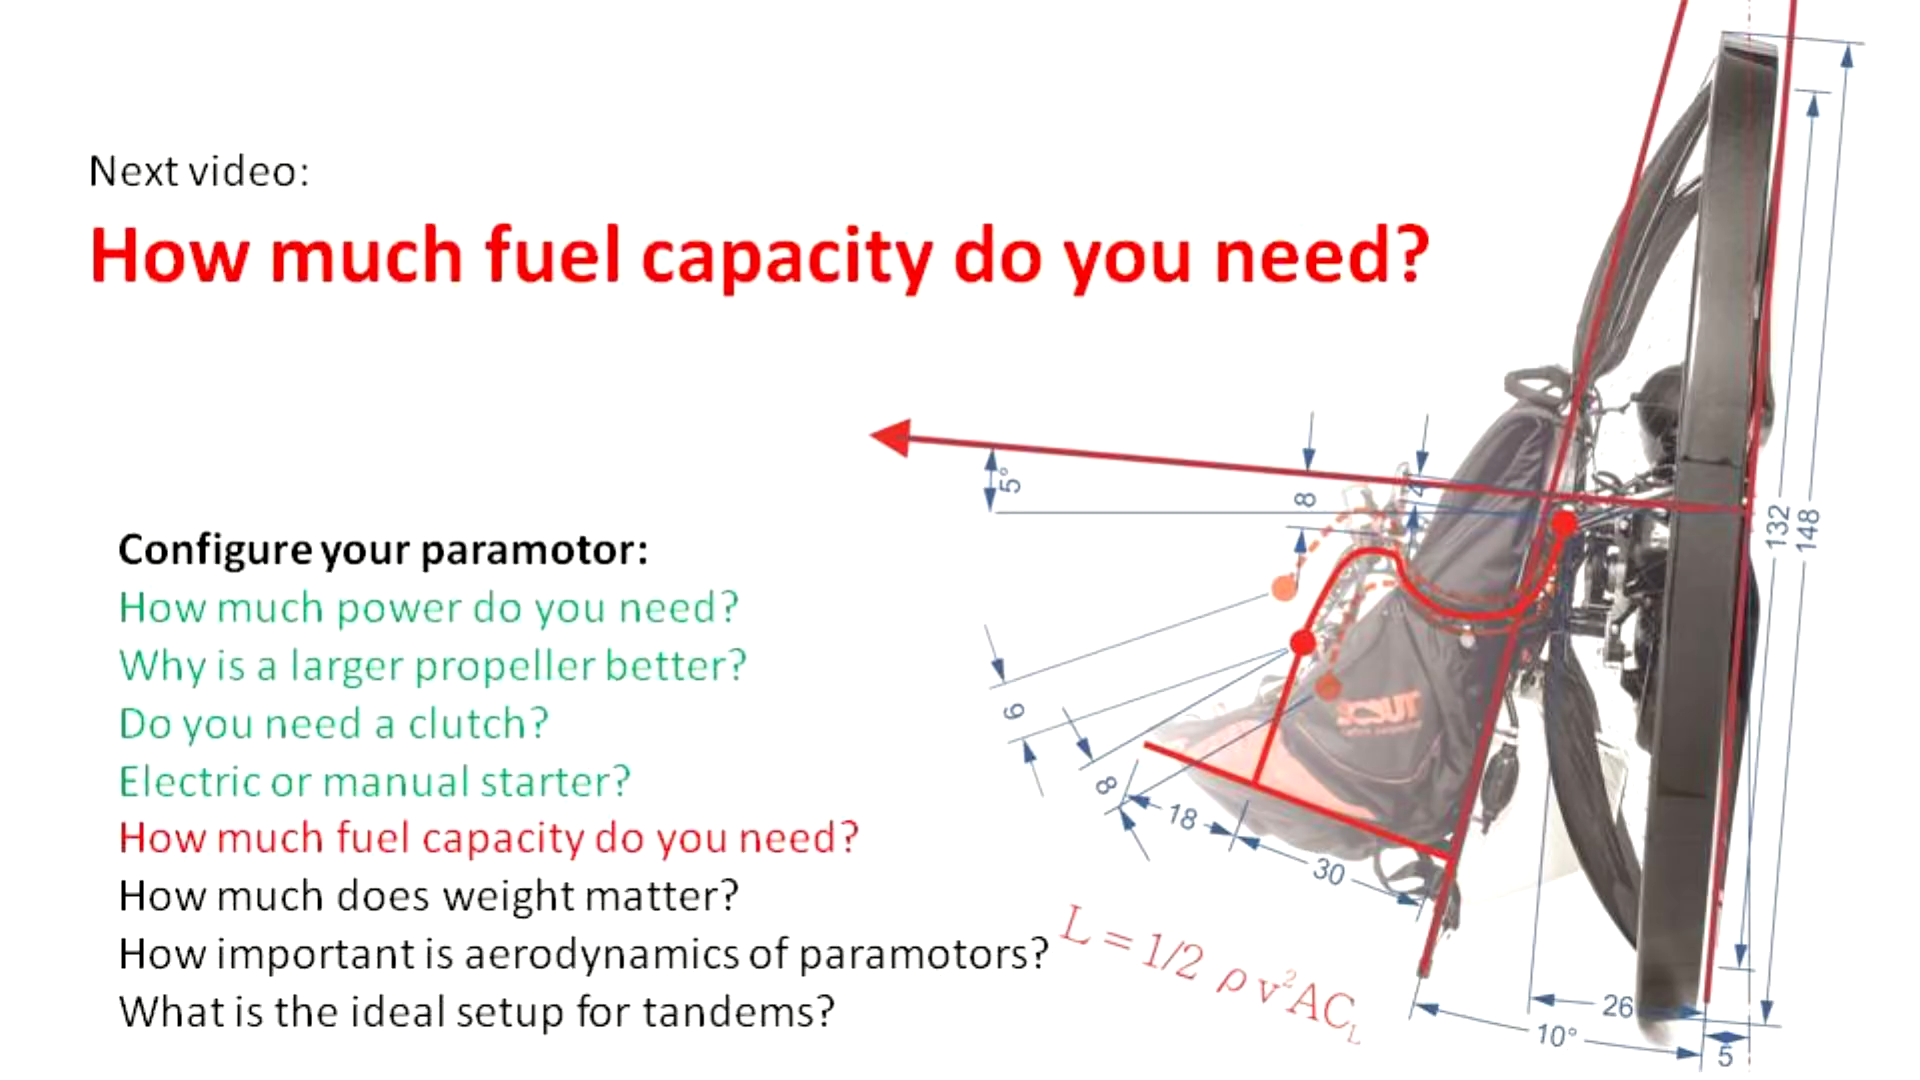 Next video:
How much fuel capacity do you need?
Configure your paramotor:
How much power do you need?
Why is a larger propeller better?
Do you need a clutch?
Electric or manual starter?
How much fuel capacity do you need?
How much does weight matter?
How important is aerodynamics of paramotors?
What is the ideal setup for tandems?
5°
8
4
132
148
6
8
18
30
SCOUT
L = 1/2 ρ v²AC_L
26
10°
5